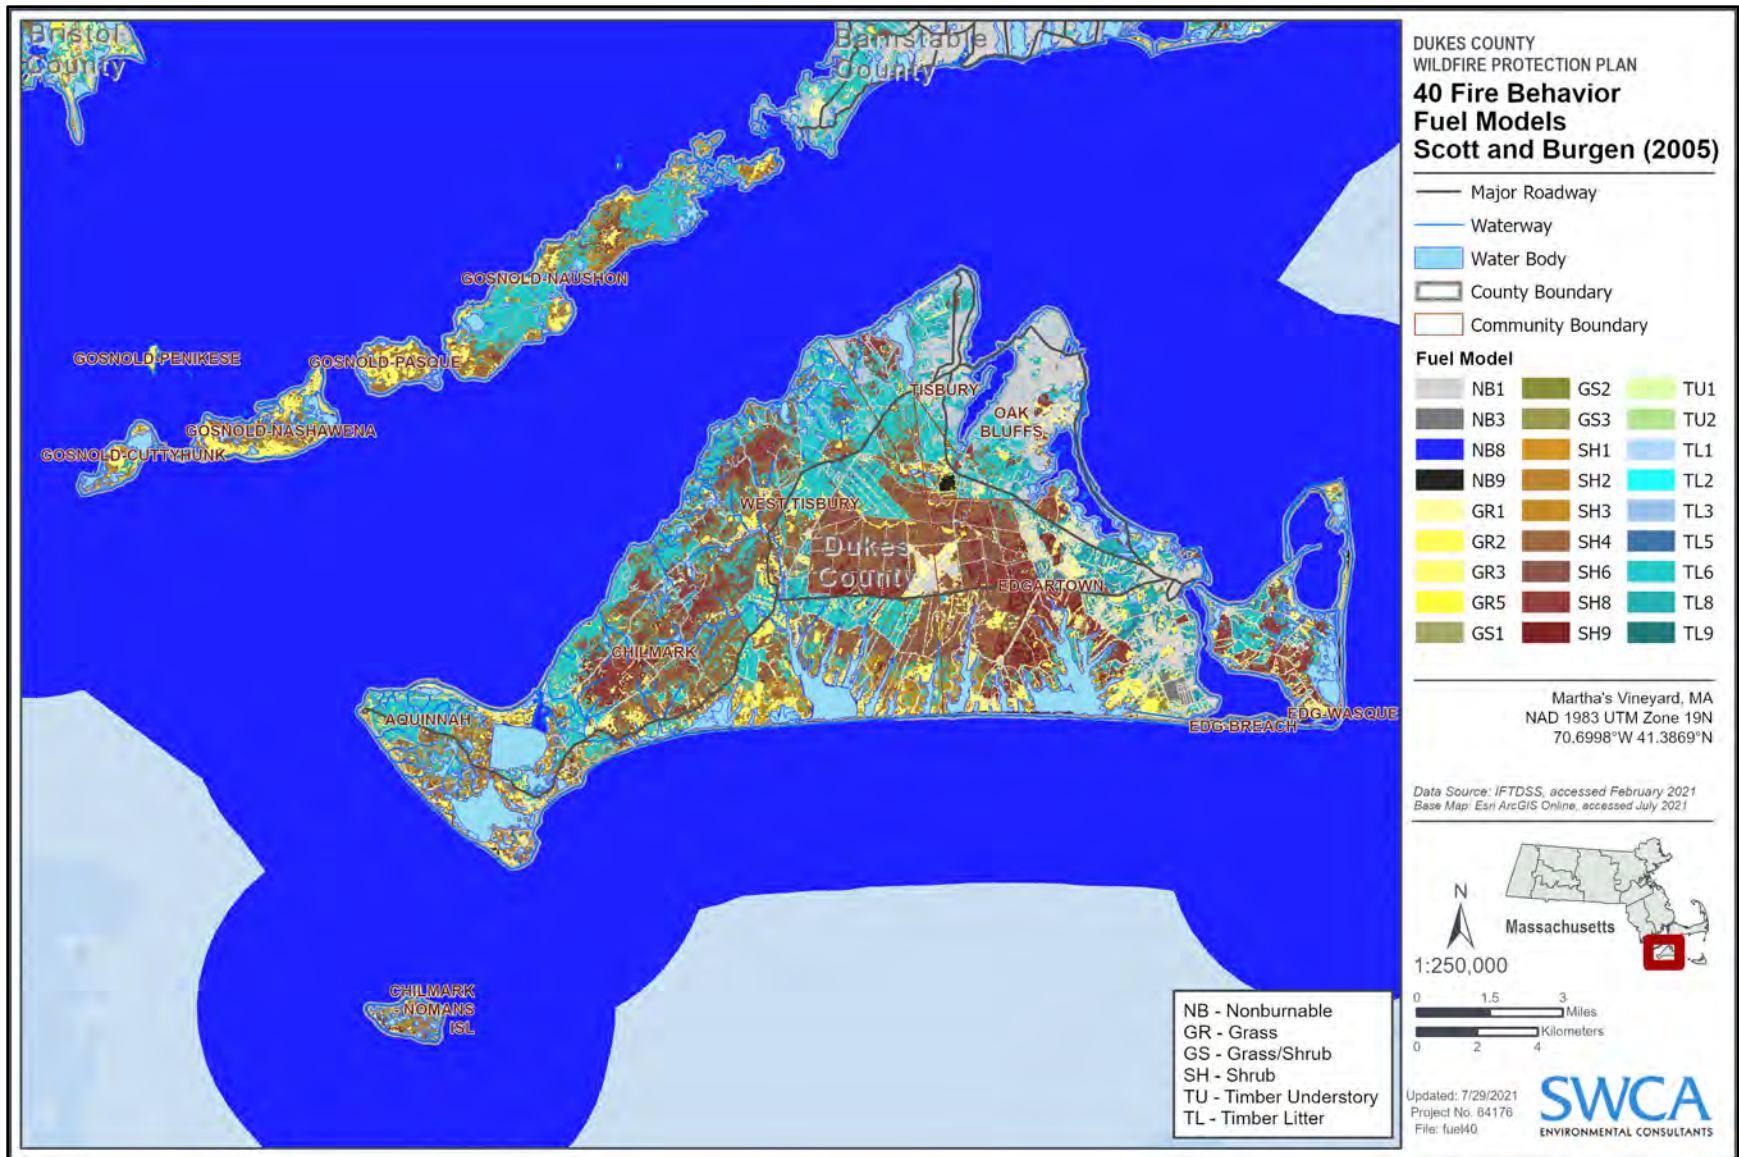 Bristol
County
Barnstable
County
GOSNOLD-NAUSHON
GOSNOLD-PENIKESE
GOSNOLD-PASQUE
GOSNOLD-NASHAWENA
GOSNOLD-CUTTYHUNK
TISBURY
OAK
BLUFFS
WEST TISBURY
Dukes
County
EDGARTOWN
CHILMARK
AQUINNAH
EDG-WASQUE
EDG-BREACH
CHILMARK
- NOMANS
ISL
NB - Nonburnable
GR - Grass
GS - Grass/Shrub
SH - Shrub
TU - Timber Understory
TL - Timber Litter
DUKES COUNTY
WILDFIRE PROTECTION PLAN
40 Fire Behavior
Fuel Models
Scott and Burgen (2005)
Major Roadway
Waterway
Water Body
County Boundary
Community Boundary
Fuel Model
NB1 GS2 TU1
NB3 GS3 TU2
NB8 SH1 TL1
NB9 SH2 TL2
GR1 SH3 TL3
GR2 SH4 TL5
GR3 SH6 TL6
GR5 SH8 TL8
GS1 SH9 TL9
Martha's Vineyard, MA
NAD 1983 UTM Zone 19N
70.6998°W 41.3869°N
Data Source: IFTDSS, accessed February 2021
Base Map: Esri ArcGIS Online, accessed July 2021
N
Massachusetts
1:250,000
0 1.5 3
Miles
Kilometers
0 2 4
Updated: 7/29/2021
Project No. 64176
File: fuel40
SWCA
ENVIRONMENTAL CONSULTANTS